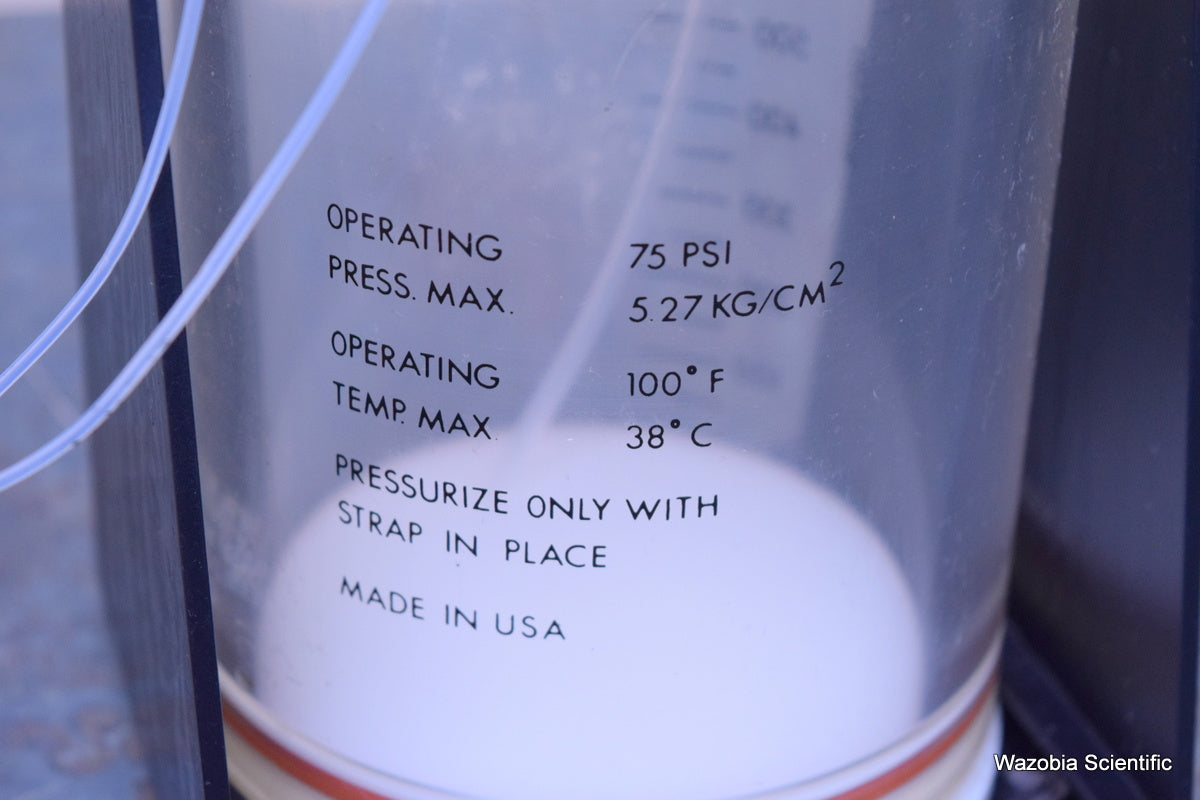 OPERATING 75 PSI
PRESS. MAX. 5.27 KG/CM²
OPERATING 100° F
TEMP. MAX. 38° C
PRESSURIZE ONLY WITH
STRAP IN PLACE
MADE IN USA
Wazobia Scientific